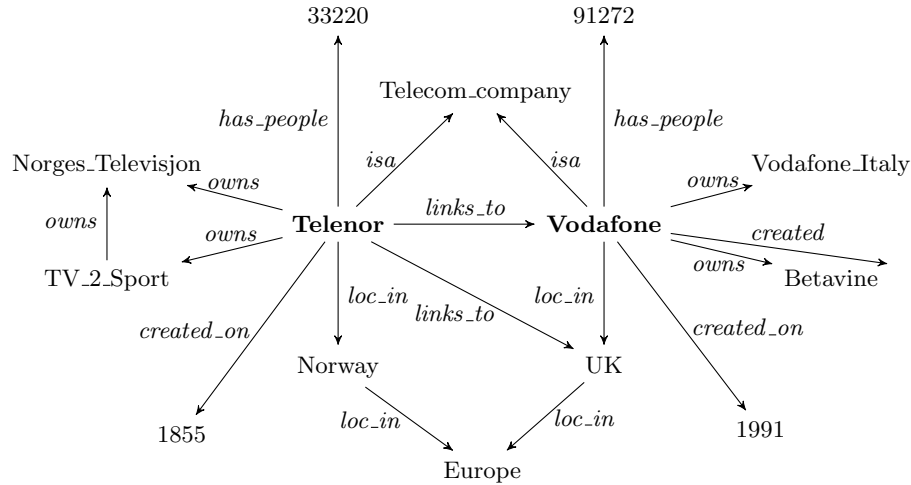 33220
91272
Telecom_company
has_people
has_people
isa
isa
Norges_Televisjon
Vodafone_Italy
owns
owns
owns
links_to
Telenor
Vodafone
owns
created
owns
TV_2_Sport
Betavine
loc_in
links_to
loc_in
created_on
created_on
Norway
UK
loc_in
loc_in
1855
1991
Europe